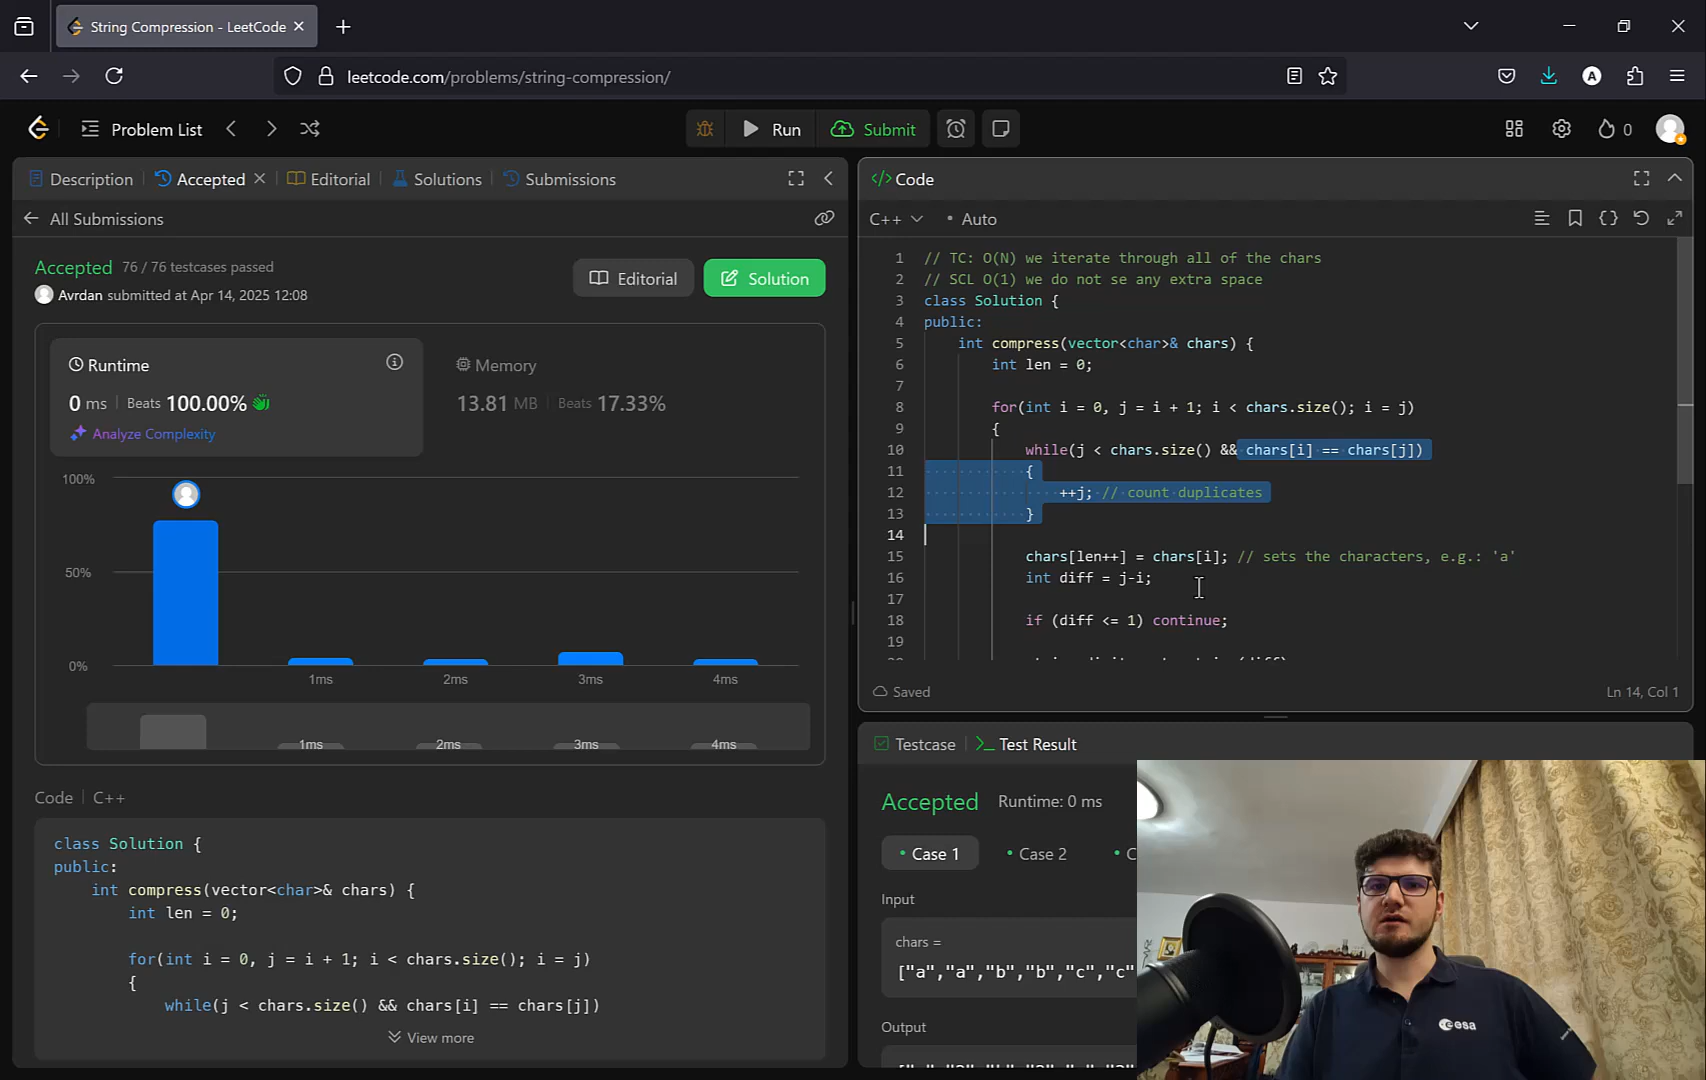 String Compression - LeetCode
leetcode.com/problems/string-compression/
A
Problem List
Run
Submit
0
Description
Accepted
Editorial
Solutions
Submissions
All Submissions
Accepted 76 / 76 testcases passed
Avrdan submitted at Apr 14, 2025 12:08
Editorial
Solution
Runtime
0 ms Beats 100.00%
Analyze Complexity
Memory
13.81 MB Beats 17.33%
100%
50%
0%
1ms 2ms 3ms 4ms
1ms 2ms 3ms 4ms
Code C++
class Solution {
public:
int compress(vector<char>& chars) {
int len = 0;
for(int i = 0, j = i + 1; i < chars.size(); i = j)
{
while(j < chars.size() && chars[i] == chars[j])
View more
</> Code
C++ • Auto
1 // TC: O(N) we iterate through all of the chars
2 // SCL O(1) we do not se any extra space
3 class Solution {
4 public:
5 int compress(vector<char>& chars) {
6 int len = 0;
7
8 for(int i = 0, j = i + 1; i < chars.size(); i = j)
9 {
10 while(j < chars.size() && chars[i] == chars[j])
11 {
12 ++j; // count duplicates
13 }
14
15 chars[len++] = chars[i]; // sets the characters, e.g.: 'a'
16 int diff = j-i;
17
18 if (diff <= 1) continue;
19
Saved
Ln 14, Col 1
Testcase
Test Result
Accepted Runtime: 0 ms
• Case 1 • Case 2
Input
chars =
["a","a","b","b","c","c"
Output
esa